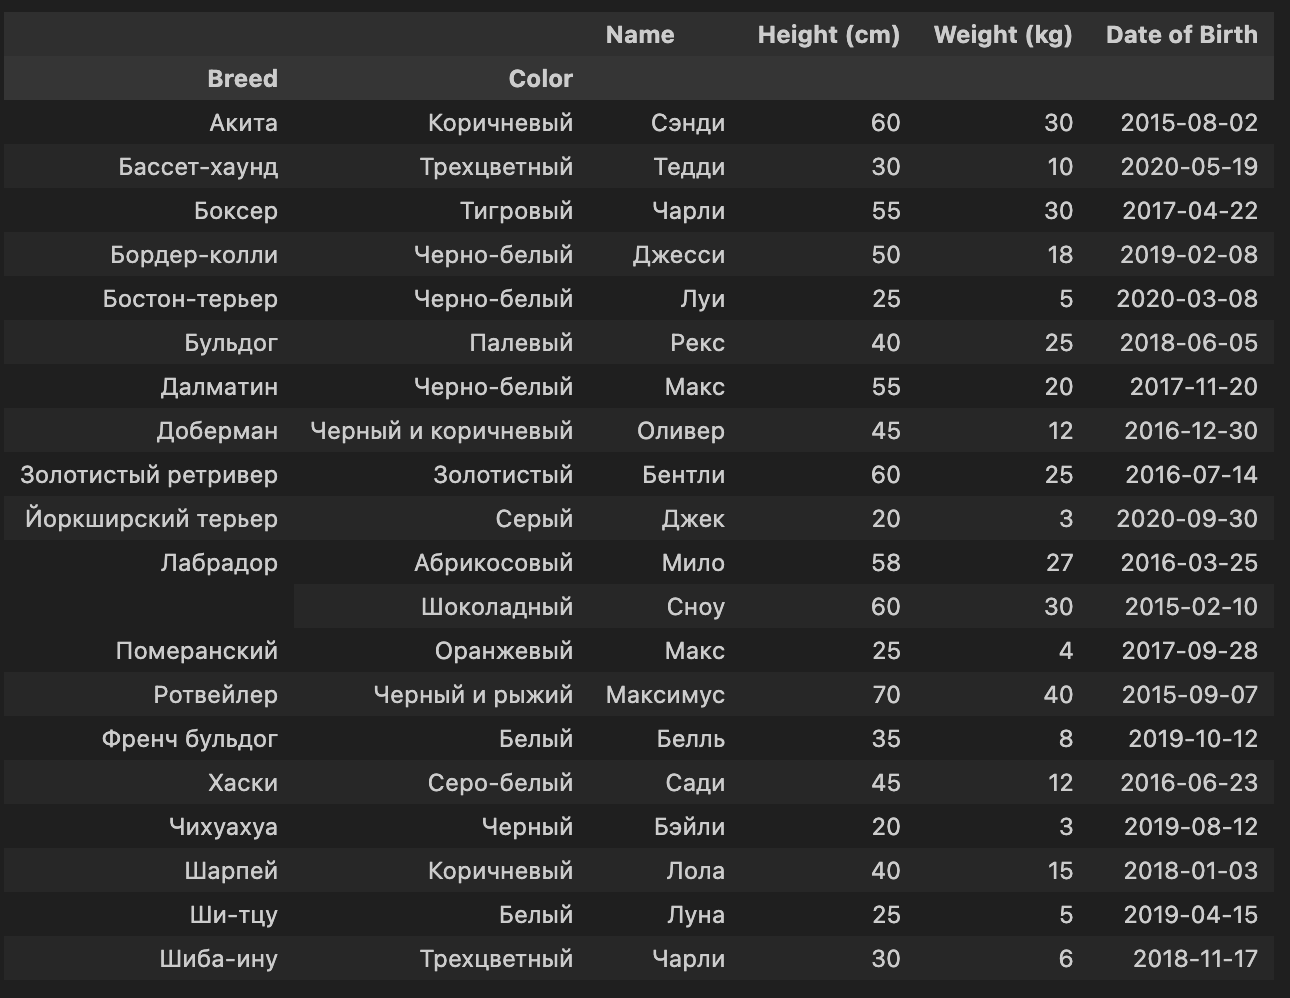 Name Height (cm) Weight (kg) Date of Birth
Breed Color
Акита Коричневый Сэнди 60 30 2015-08-02
Бассет-хаунд Трехцветный Тедди 30 10 2020-05-19
Боксер Тигровый Чарли 55 30 2017-04-22
Бордер-колли Черно-белый Джесси 50 18 2019-02-08
Бостон-терьер Черно-белый Луи 25 5 2020-03-08
Бульдог Палевый Рекс 40 25 2018-06-05
Далматин Черно-белый Макс 55 20 2017-11-20
Доберман Черный и коричневый Оливер 45 12 2016-12-30
Золотистый ретривер Золотистый Бентли 60 25 2016-07-14
Йоркширский терьер Серый Джек 20 3 2020-09-30
Лабрадор Абрикосовый Мило 58 27 2016-03-25
Шоколадный Сноу 60 30 2015-02-10
Померанский Оранжевый Макс 25 4 2017-09-28
Ротвейлер Черный и рыжий Максимус 70 40 2015-09-07
Френч бульдог Белый Белль 35 8 2019-10-12
Хаски Серо-белый Сади 45 12 2016-06-23
Чихуахуа Черный Бэйли 20 3 2019-08-12
Шарпей Коричневый Лола 40 15 2018-01-03
Ши-тцу Белый Луна 25 5 2019-04-15
Шиба-ину Трехцветный Чарли 30 6 2018-11-17